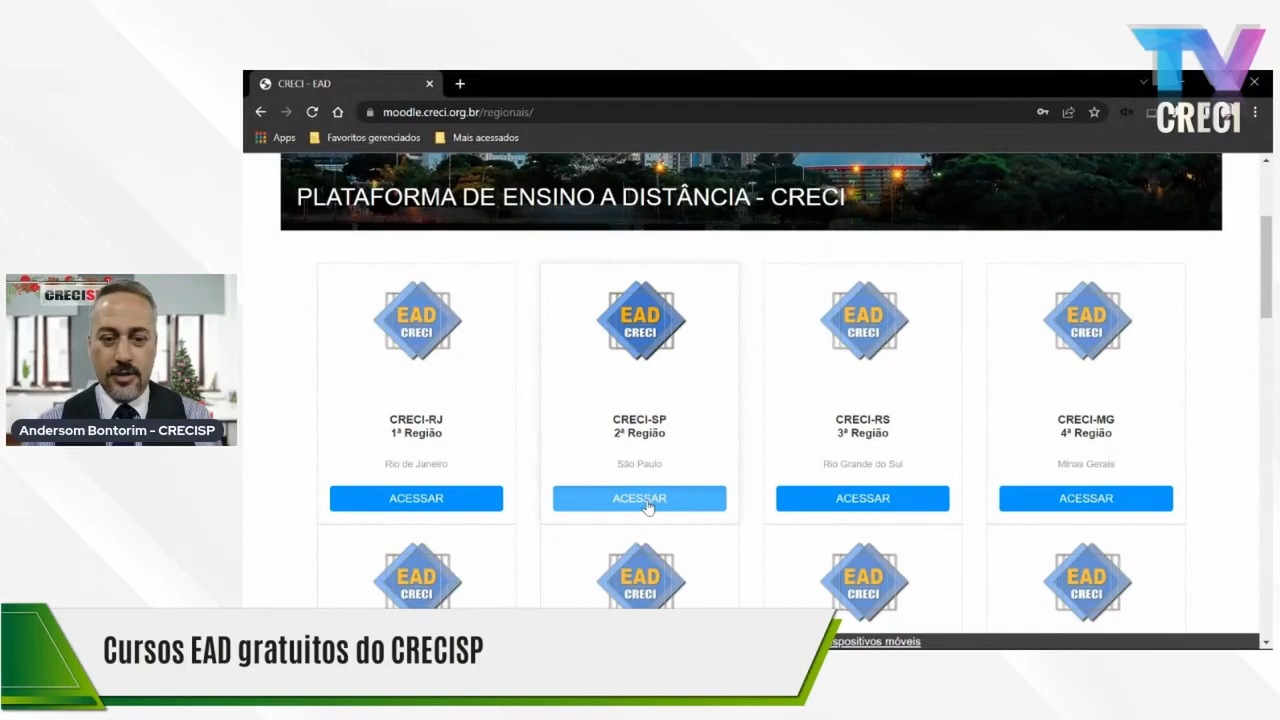 TV
CRECI
CRECI - EAD
moodle.creci.org.br/regionais/
Apps
Favoritos gerenciados
Mais acessados
PLATAFORMA DE ENSINO A DISTÂNCIA - CRECI
EAD
CRECI
EAD
CRECI
EAD
CRECI
EAD
CRECI
CRECI-RJ
1ª Região
Rio de Janeiro
ACESSAR
CRECI-SP
2ª Região
São Paulo
ACESSAR
CRECI-RS
3ª Região
Rio Grande do Sul
ACESSAR
CRECI-MG
4ª Região
Minas Gerais
ACESSAR
EAD
CRECI
EAD
CRECI
EAD
CRECI
EAD
CRECI
spositivos móveis
CRECIS
Andersom Bontorim - CRECISP
Cursos EAD gratuitos do CRECISP